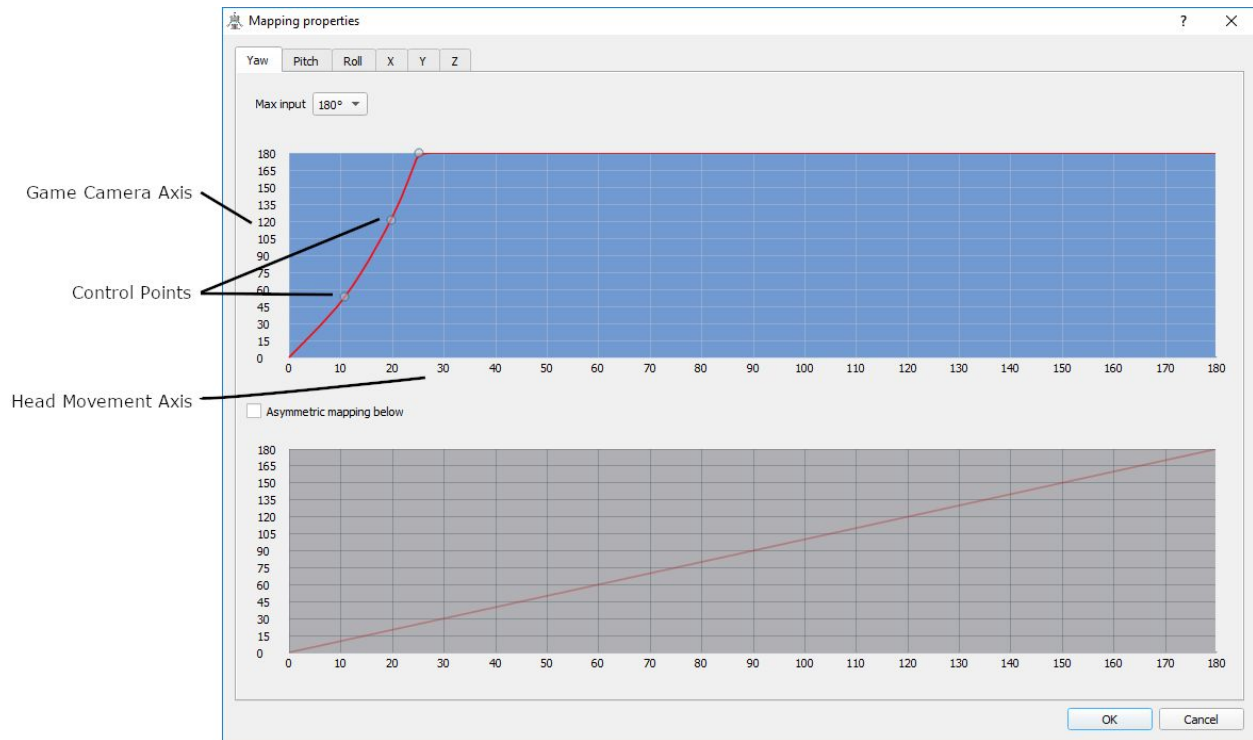 Mapping properties
? X
Yaw Pitch Roll X Y Z
Max input 180°
180
165
150
135
120
105
90
75
60
45
30
15
0
0 10 20 30 40 50 60 70 80 90 100 110 120 130 140 150 160 170 180
Game Camera Axis
Control Points
Head Movement Axis
Asymmetric mapping below
180
165
150
135
120
105
90
75
60
45
30
15
0
0 10 20 30 40 50 60 70 80 90 100 110 120 130 140 150 160 170 180
OK Cancel